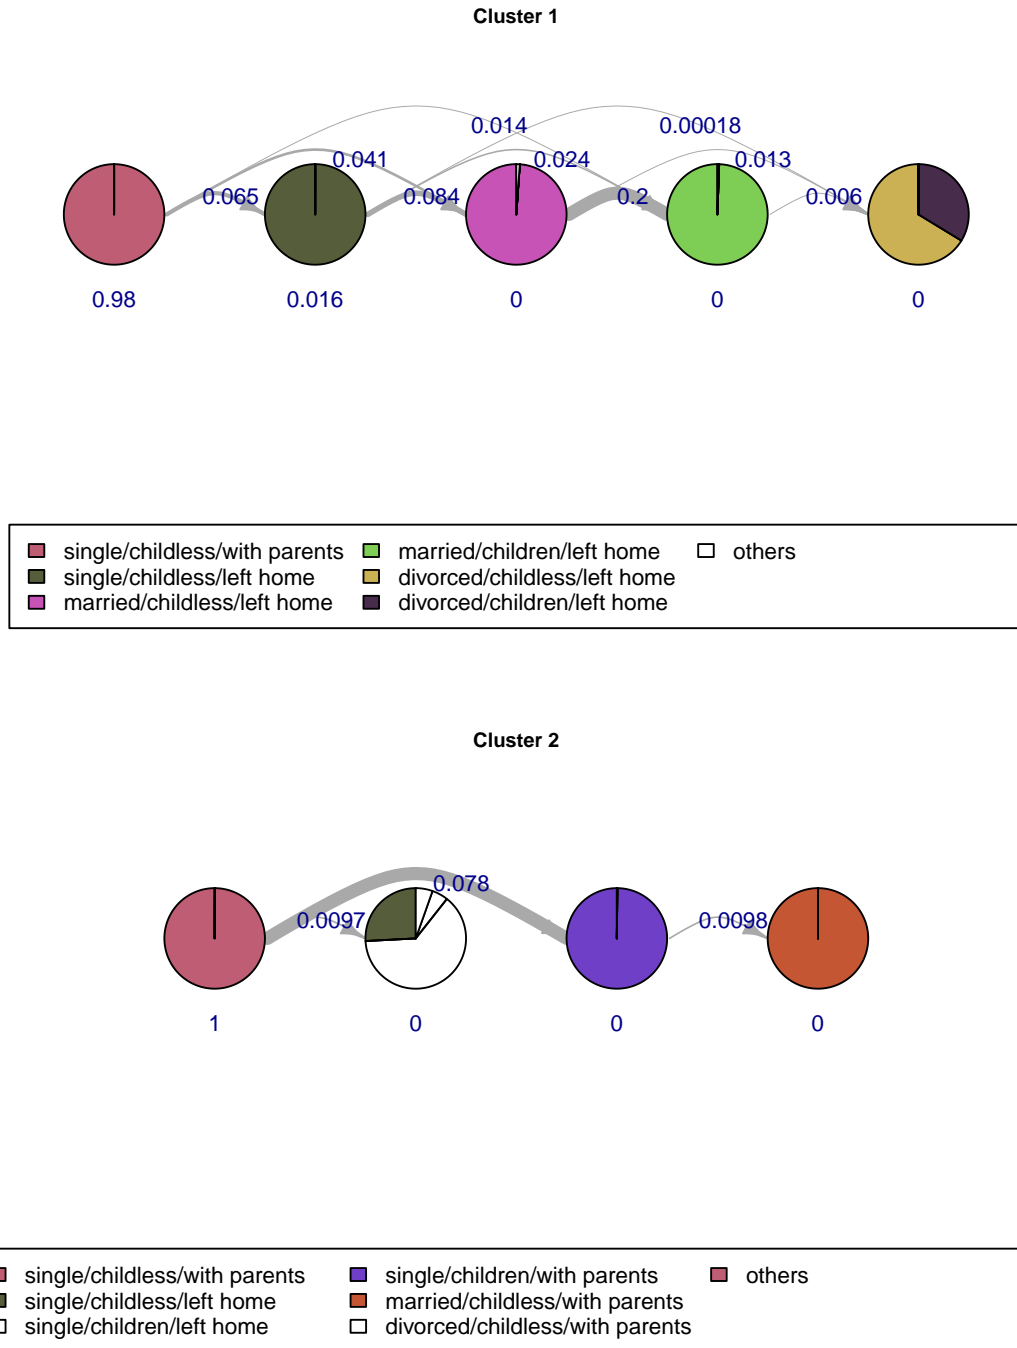 Cluster 1
0.014 0.00018
0.041 0.024 0.013
0.065 0.084 0.2 0.006
0.98 0.016 0 0 0
single/childless/with parents married/children/left home others
single/childless/left home divorced/childless/left home
married/childless/left home divorced/children/left home
Cluster 2
0.078
0.0097 0.0098
1 0 0 0
single/childless/with parents single/children/with parents others
single/childless/left home married/childless/with parents
single/children/left home divorced/childless/with parents